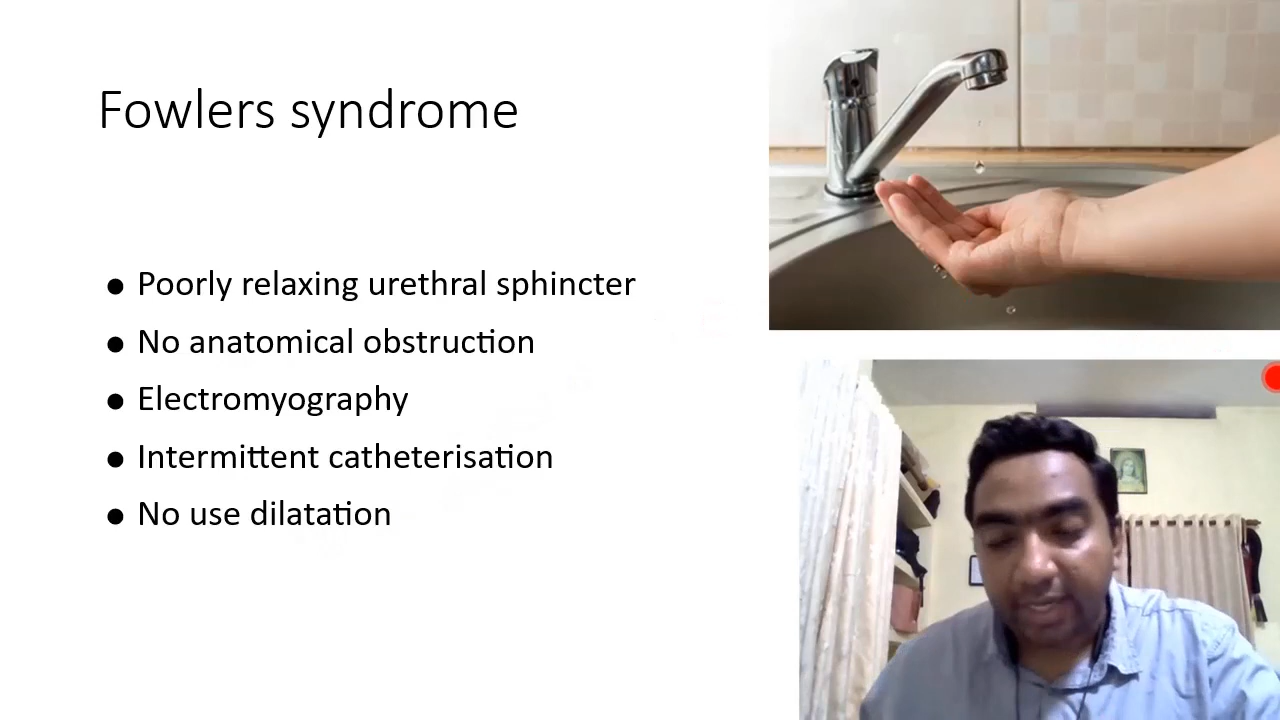 Fowlers syndrome
● Poorly relaxing urethral sphincter
● No anatomical obstruction
● Electromyography
● Intermittent catheterisation
● No use dilatation